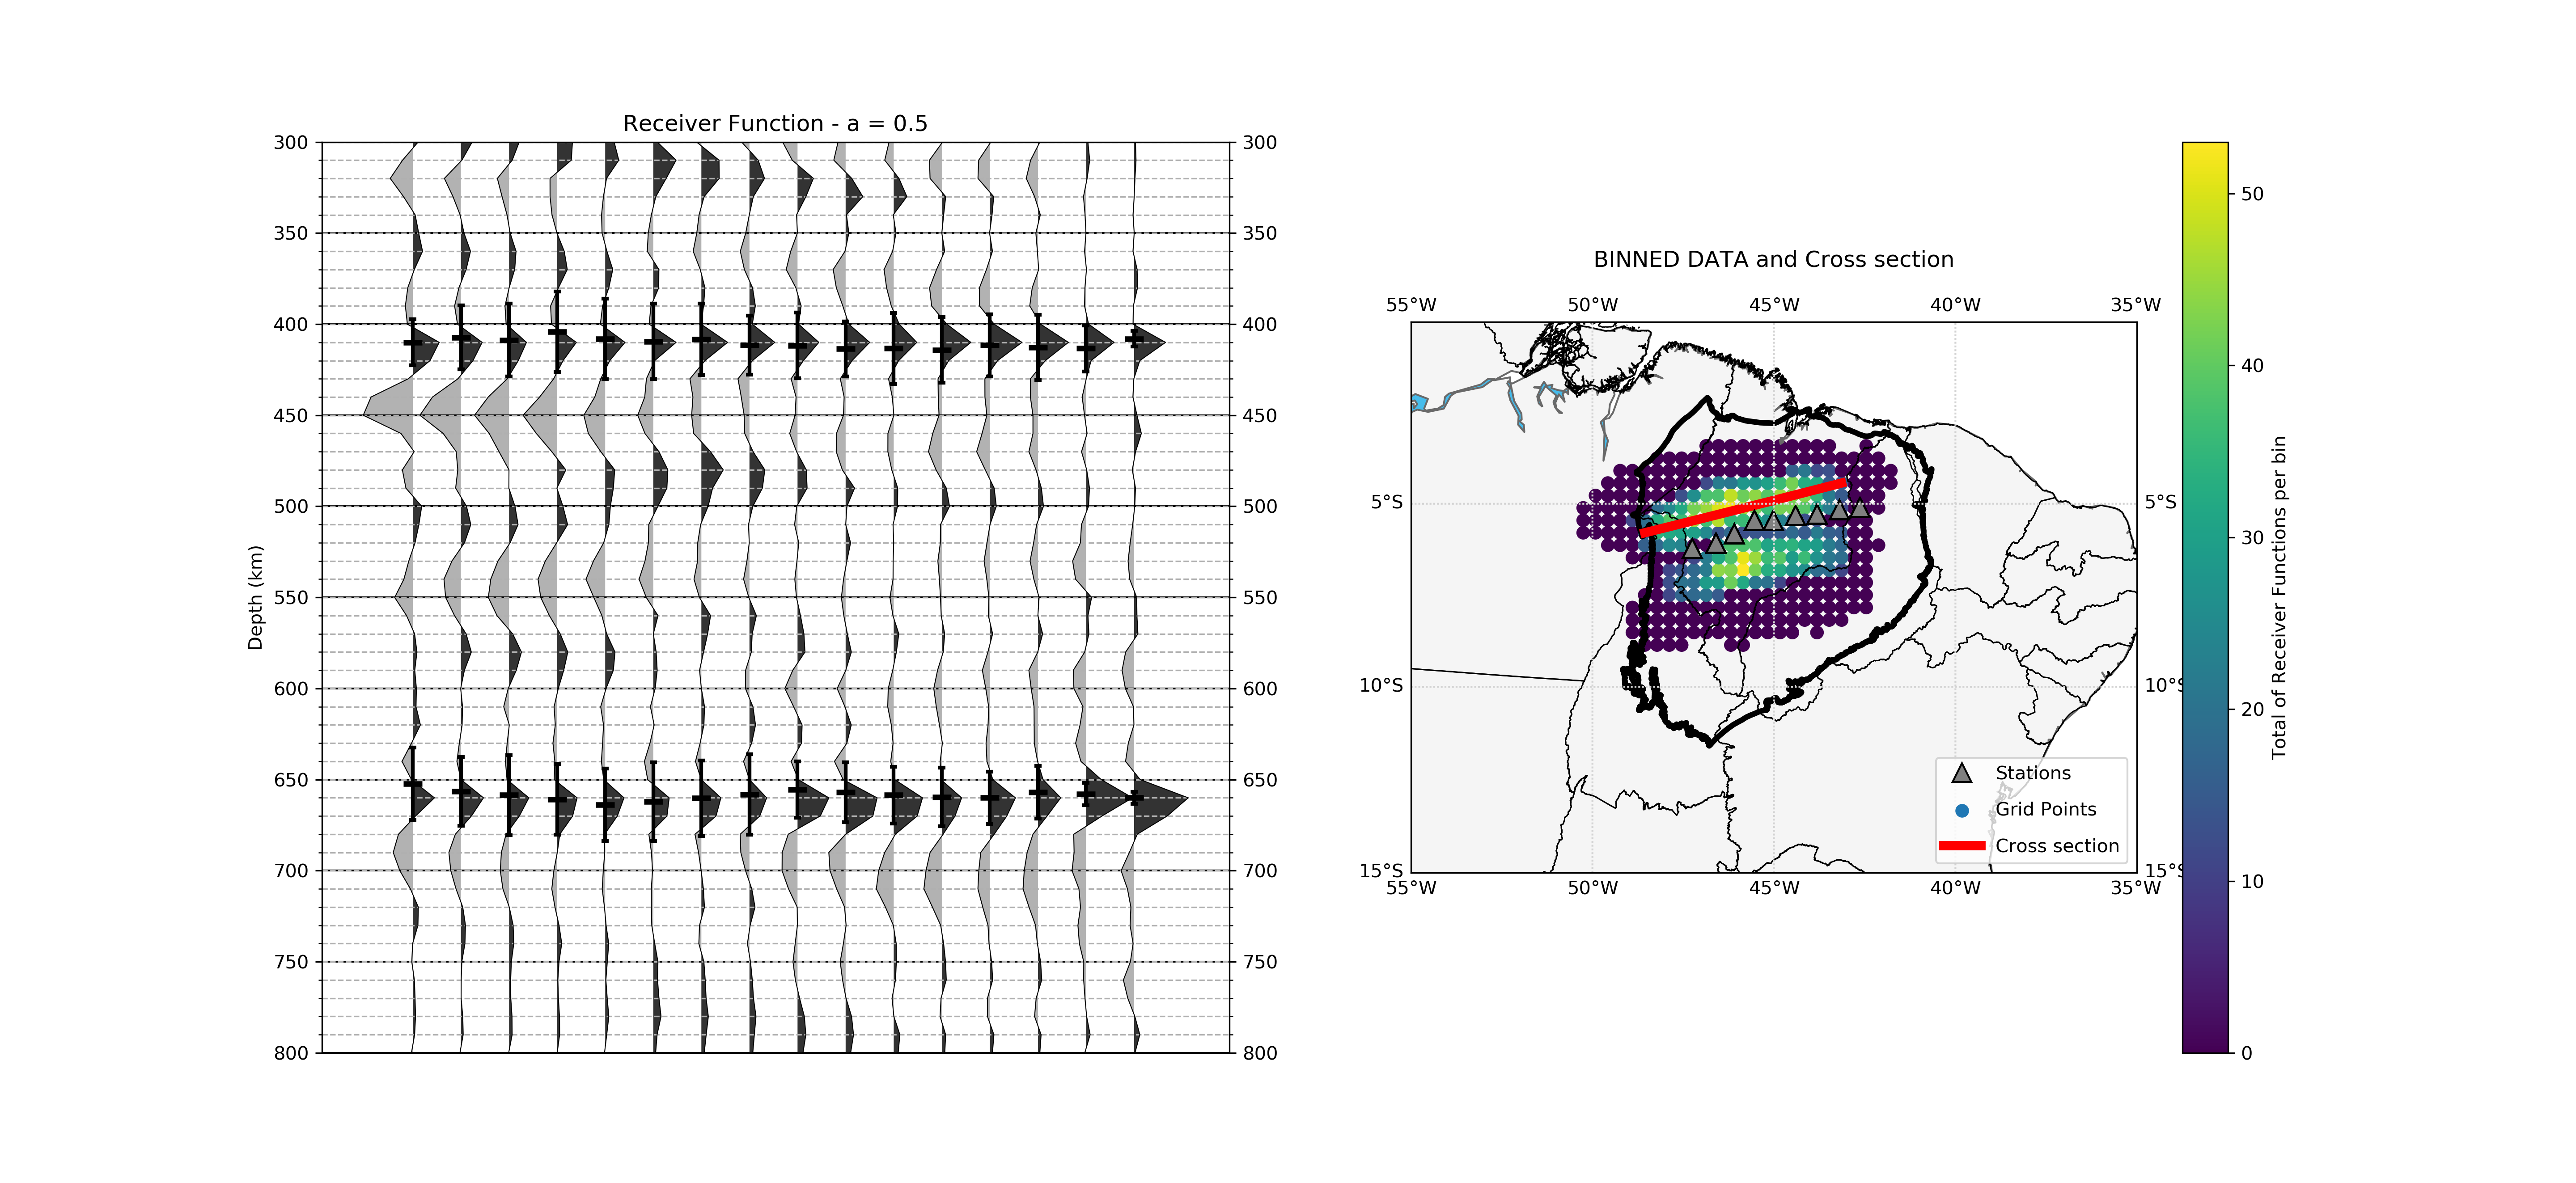 Receiver Function - a = 0.5
300
350
400
450
500
550
600
650
700
750
800
Depth (km)
300
350
400
450
500
550
600
650
700
750
800
BINNED DATA and Cross section
55°W 50°W 45°W 40°W 35°W
5°S 5°S
10°S 10°S
15°S 15°S
55°W 50°W 45°W 40°W 35°W
Stations
Grid Points
Cross section
50
40
30
20
10
0
Total of Receiver Functions per bin